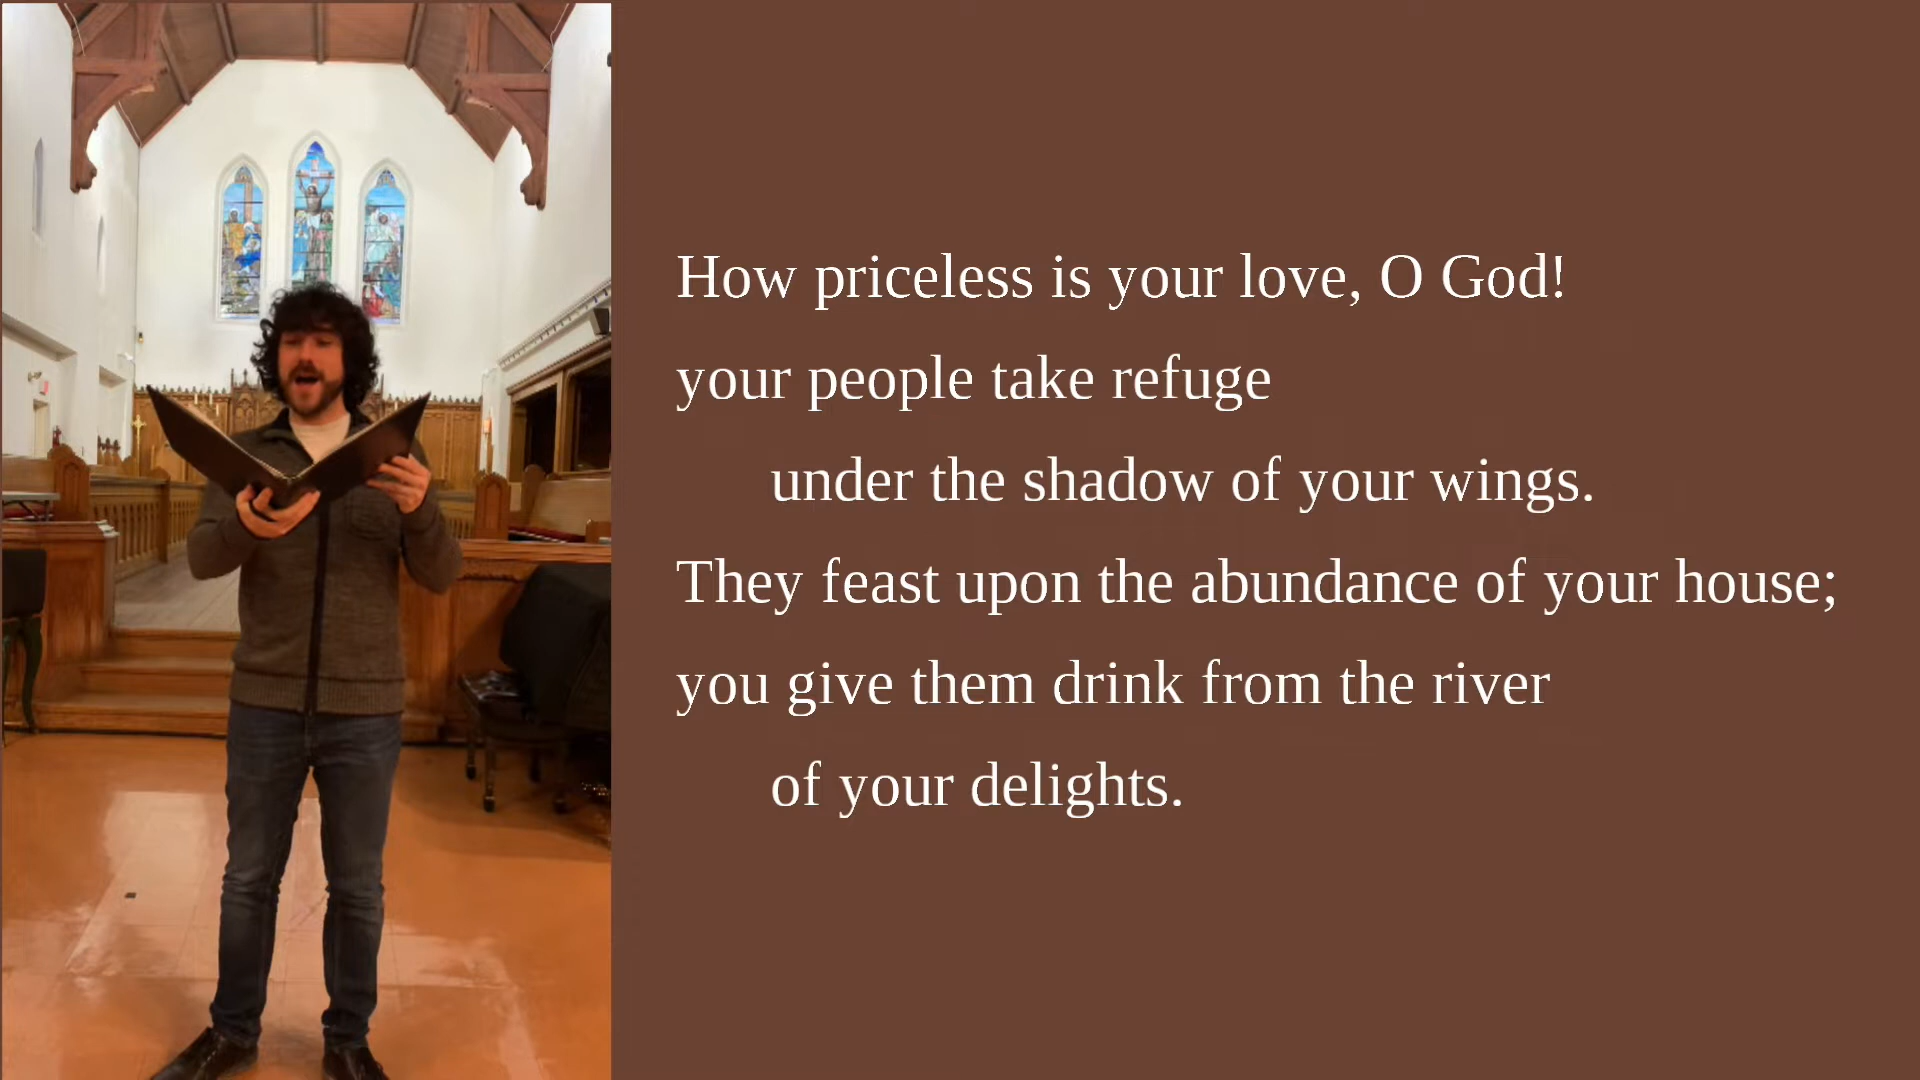 How priceless is your love, O God!
your people take refuge
under the shadow of your wings.
They feast upon the abundance of your house;
you give them drink from the river
of your delights.